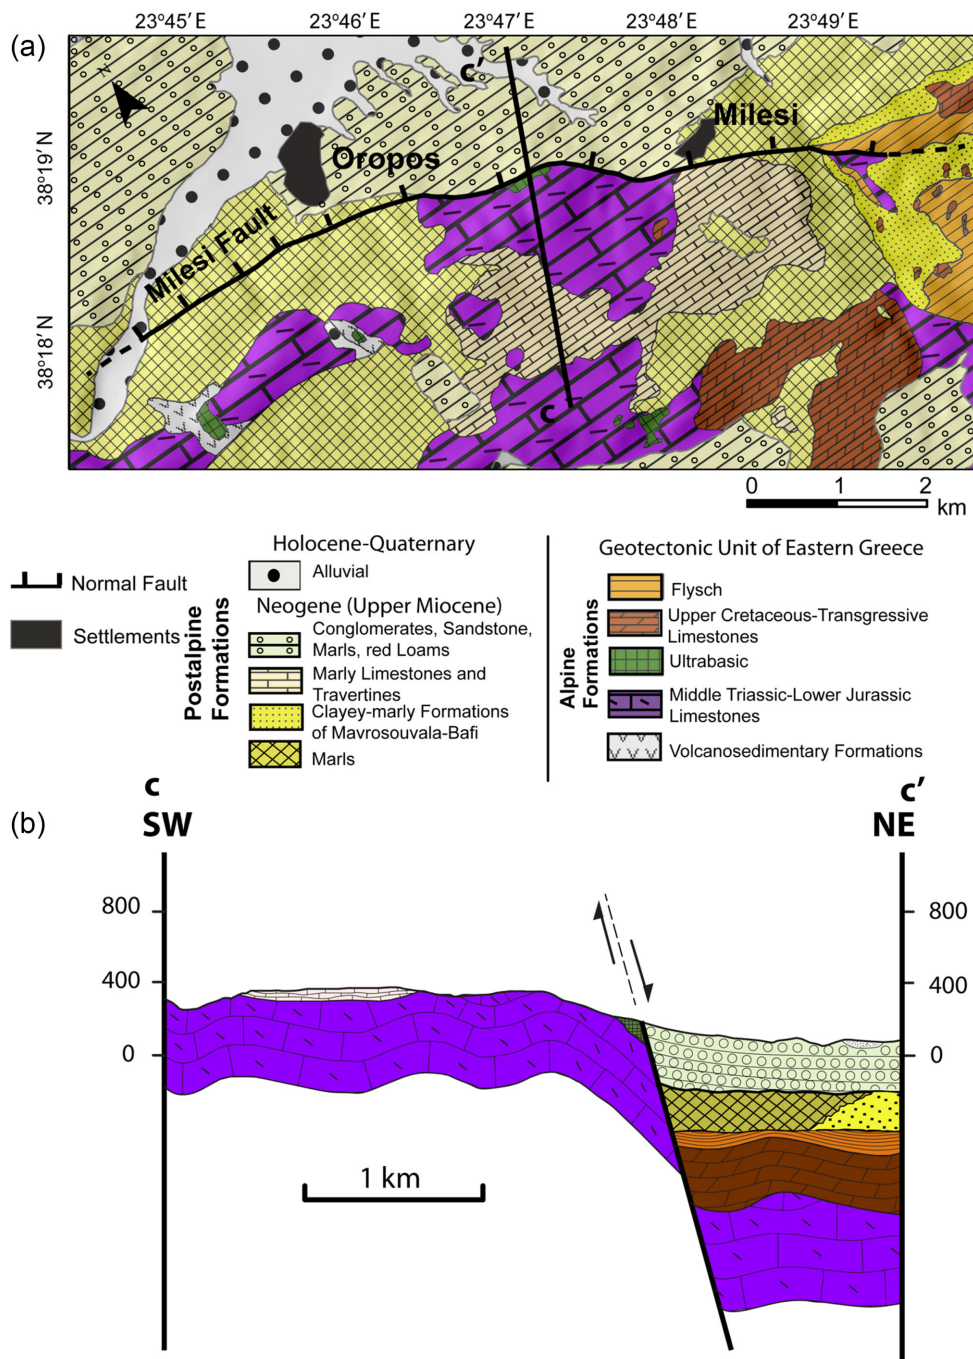 23°45′ E 23°46′ E 23°47′ E 23°48′ E 23°49′ E
(a)
N
c′
Milesi
38°19′ N
Oropos
Milesi Fault
38°18′ N
c
0 1 2
km
Holocene-Quaternary
Geotectonic Unit of Eastern Greece
Alluvial
Normal Fault
Flysch
Neogene (Upper Miocene)
Settlements
Postalpine
Formations
Conglomerates, Sandstone,
Marls, red Loams
Upper Cretaceous-Transgressive
Limestones
Alpine
Formations
Ultrabasic
Marly Limestones and
Travertines
Middle Triassic-Lower Jurassic
Limestones
Clayey-marly Formations
of Mavrosouvala-Bafi
Marls
Volcanosedimentary Formations
c
c′
(b)
SW
NE
800
800
400
400
0
0
1 km